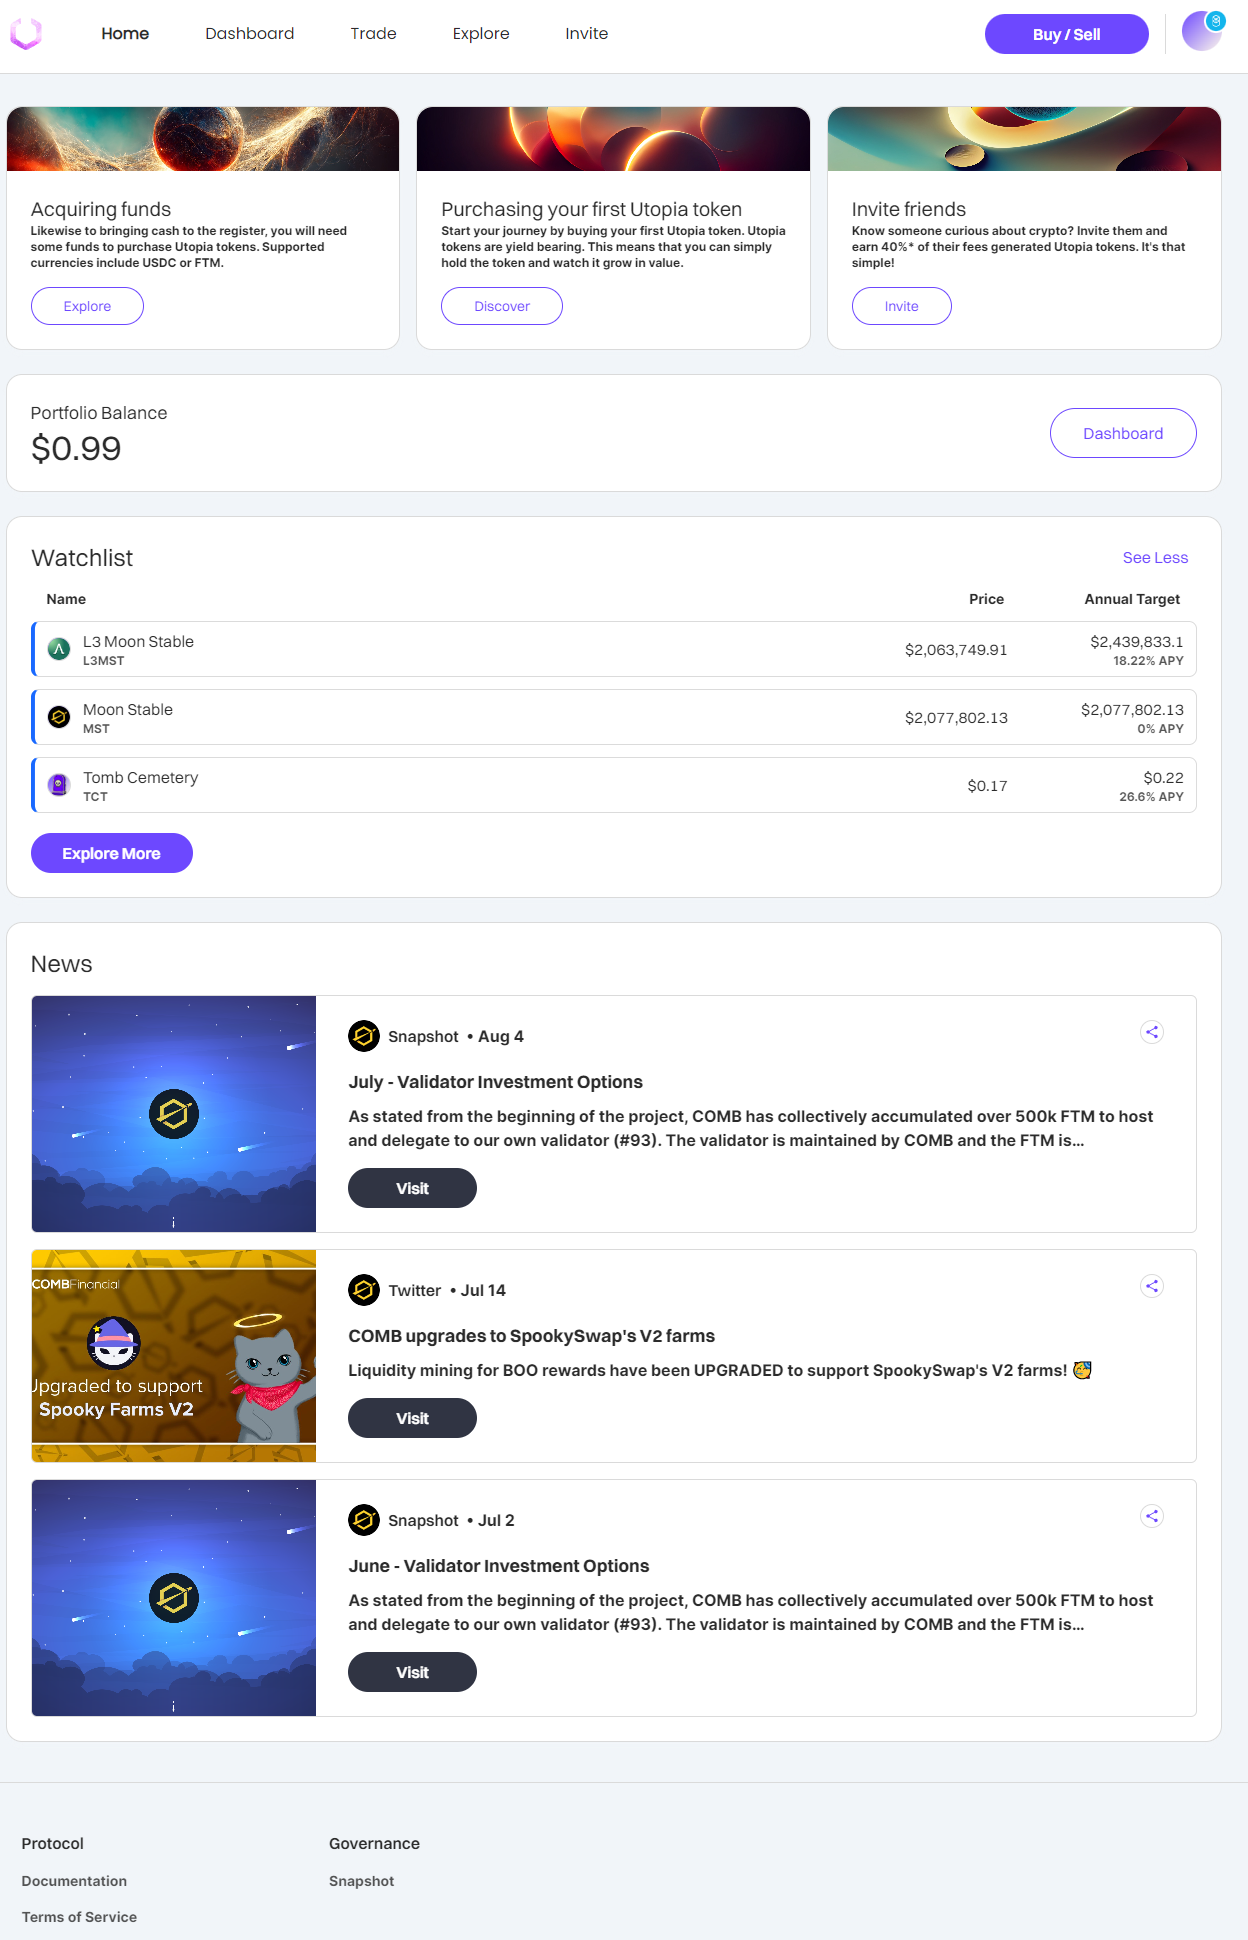 Home
Dashboard
Trade
Explore
Invite
Buy / Sell
Acquiring funds
Likewise to bringing cash to the register, you will need
some funds to purchase Utopia tokens. Supported
currencies include USDC or FTM.
Explore
Purchasing your first Utopia token
Start your journey by buying your first Utopia token. Utopia
tokens are yield bearing. This means that you can simply
hold the token and watch it grow in value.
Discover
Invite friends
Know someone curious about crypto? Invite them and
earn 40%* of their fees generated Utopia tokens. It's that
simple!
Invite
Portfolio Balance
$0.99
Dashboard
Watchlist
See Less
Name
Price
Annual Target
L3 Moon Stable
L3MST
$2,063,749.91
$2,439,833.1
18.22% APY
Moon Stable
MST
$2,077,802.13
$2,077,802.13
0% APY
Tomb Cemetery
TCT
$0.17
$0.22
26.6% APY
Explore More
News
Snapshot • Aug 4
July - Validator Investment Options
As stated from the beginning of the project, COMB has collectively accumulated over 500k FTM to host
and delegate to our own validator (#93). The validator is maintained by COMB and the FTM is...
Visit
COMBFinancial
Upgraded to support
Spooky Farms V2
Twitter • Jul 14
COMB upgrades to SpookySwap's V2 farms
Liquidity mining for BOO rewards have been UPGRADED to support SpookySwap's V2 farms! 🥳
Visit
Snapshot • Jul 2
June - Validator Investment Options
As stated from the beginning of the project, COMB has collectively accumulated over 500k FTM to host
and delegate to our own validator (#93). The validator is maintained by COMB and the FTM is...
Visit
Protocol
Documentation
Terms of Service
Governance
Snapshot